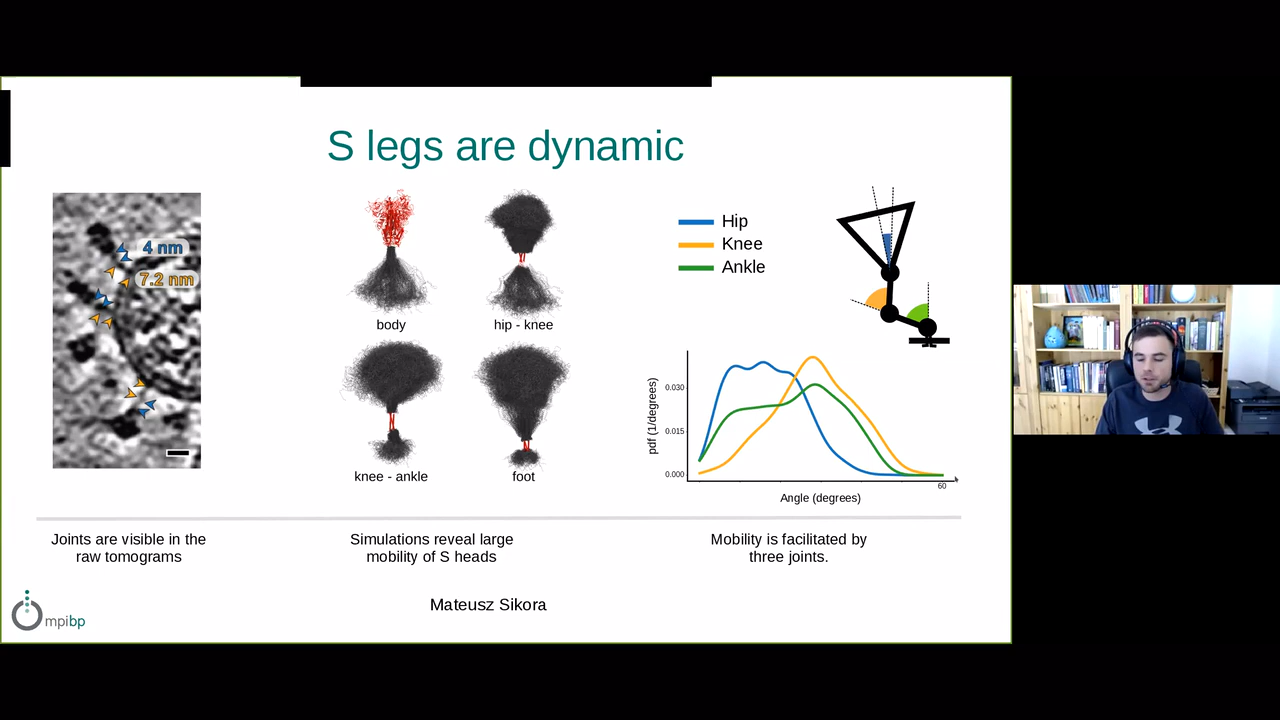 S legs are dynamic
4 nm
7.2 nm
body
hip - knee
knee - ankle
foot
Hip
Knee
Ankle
pdf (1/degrees)
0.030
0.015
0.000
60
Angle (degrees)
Joints are visible in the
raw tomograms
Simulations reveal large
mobility of S heads
Mobility is facilitated by
three joints.
Mateusz Sikora
mpibp